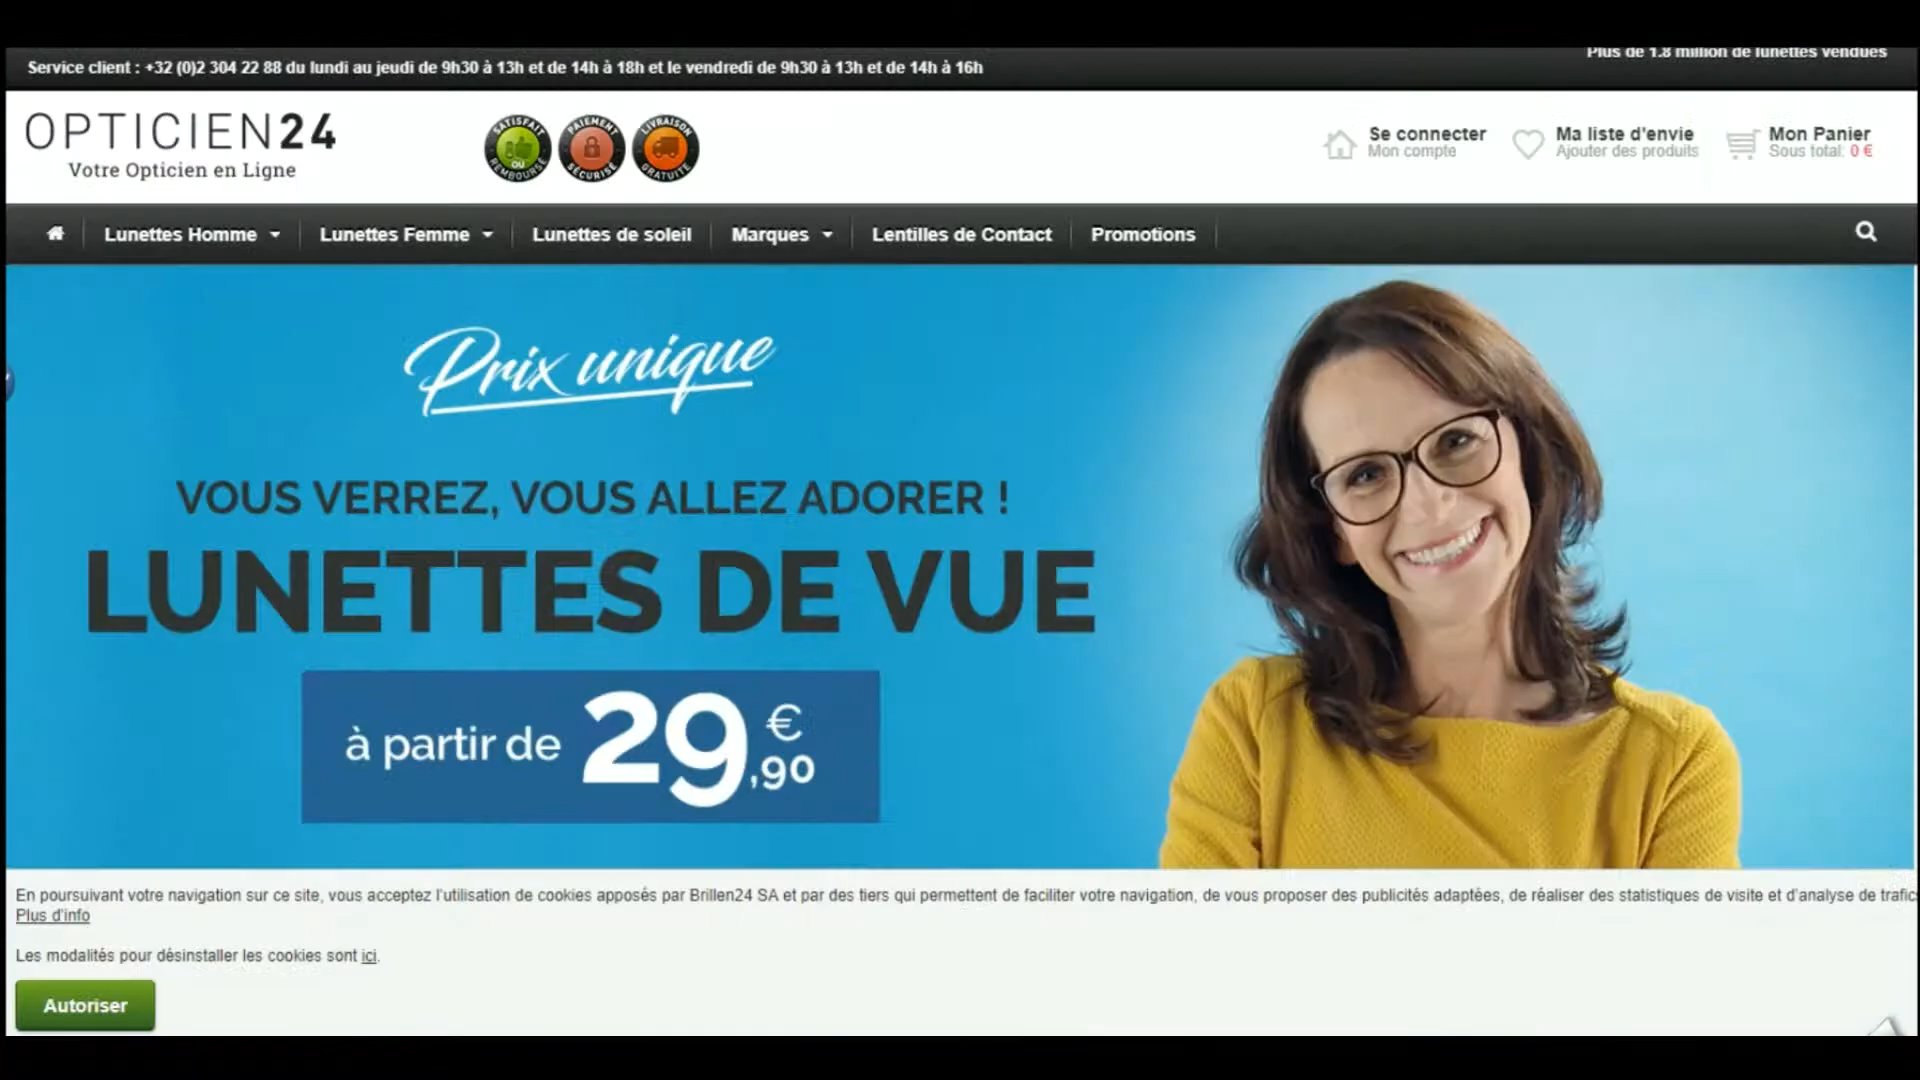 Plus de 1.8 million de lunettes vendues
Service client : +32 (0)2 304 22 88 du lundi au jeudi de 9h30 à 13h et de 14h à 18h et le vendredi de 9h30 à 13h et de 14h à 16h
OPTICIEN24
Votre Opticien en Ligne
SATISFAIT
OU
REMBOURSÉ
PAIEMENT
SÉCURISÉ
LIVRAISON
GRATUITE
Se connecter
Mon compte
Ma liste d'envie
Ajouter des produits
Mon Panier
Sous total: 0 €
Lunettes Homme
Lunettes Femme
Lunettes de soleil
Marques
Lentilles de Contact
Promotions
Prix unique
VOUS VERREZ, VOUS ALLEZ ADORER !
LUNETTES DE VUE
à partir de 29,90 €
En poursuivant votre navigation sur ce site, vous acceptez l'utilisation de cookies apposés par Brillen24 SA et par des tiers qui permettent de faciliter votre navigation, de vous proposer des publicités adaptées, de réaliser des statistiques de visite et d'analyse de trafic
Plus d'info
Les modalités pour désinstaller les cookies sont ici.
Autoriser